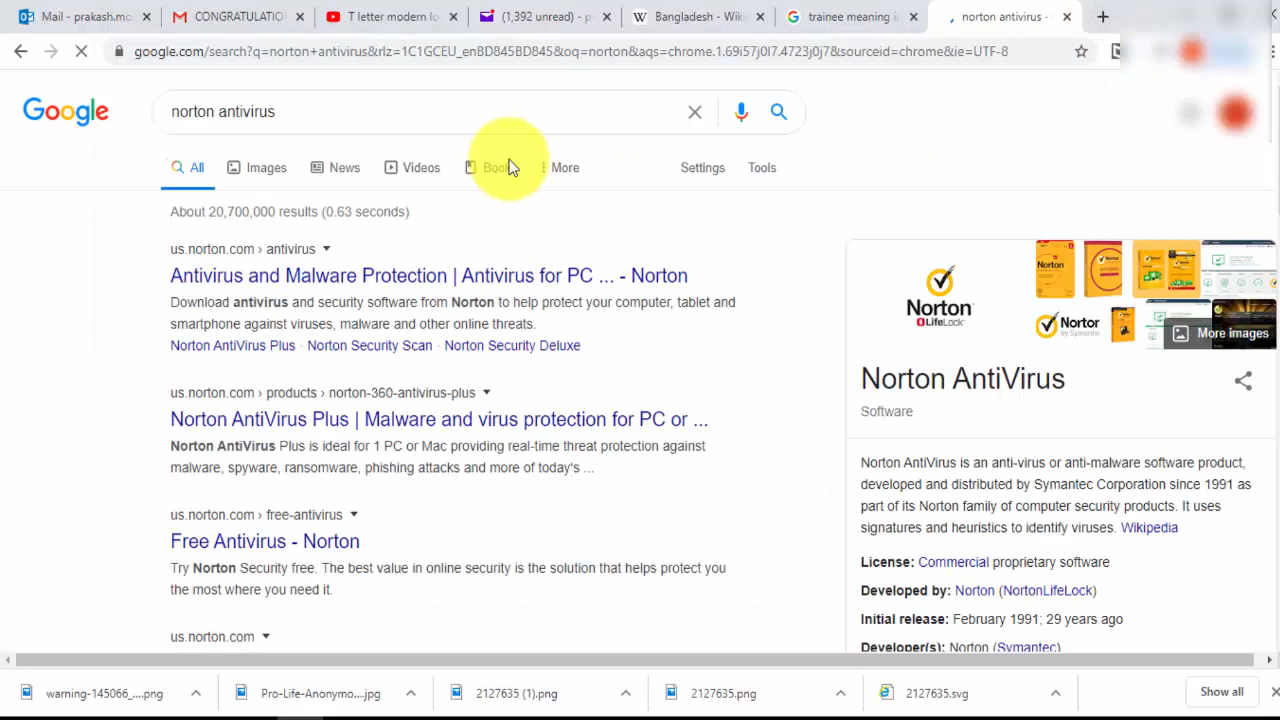 Mail - prakash.mo
CONGRATULATIO
T letter modern lo
(1,392 unread) - p
Bangladesh - Wiki
trainee meaning in
norton antivirus -
google.com/search?q=norton+antivirus&rlz=1C1GCEU_enBD845BD845&oq=norton&aqs=chrome.1.69i57j0l7.4723j0j7&sourceid=chrome&ie=UTF-8
Google
norton antivirus
All
Images
News
Videos
Book
More
Settings
Tools
About 20,700,000 results (0.63 seconds)
us.norton.com › antivirus
Antivirus and Malware Protection | Antivirus for PC ... - Norton
Download antivirus and security software from Norton to help protect your computer, tablet and
smartphone against viruses, malware and other online threats.
Norton AntiVirus Plus · Norton Security Scan · Norton Security Deluxe
us.norton.com › products › norton-360-antivirus-plus
Norton AntiVirus Plus | Malware and virus protection for PC or ...
Norton AntiVirus Plus is ideal for 1 PC or Mac providing real-time threat protection against
malware, spyware, ransomware, phishing attacks and more of today's ...
us.norton.com › free-antivirus
Free Antivirus - Norton
Try Norton Security free. The best value in online security is the solution that helps protect you
the most where you need it.
us.norton.com
Norton
LifeLock
Norton
Nortor
by Symantec
More images
Norton AntiVirus
Software
Norton AntiVirus is an anti-virus or anti-malware software product,
developed and distributed by Symantec Corporation since 1991 as
part of its Norton family of computer security products. It uses
signatures and heuristics to identify viruses. Wikipedia
License: Commercial proprietary software
Developed by: Norton (NortonLifeLock)
Initial release: February 1991; 29 years ago
Developer(s): Norton (Symantec)
warning-145066_....png
Pro-Life-Anonymo....jpg
2127635 (1).png
2127635.png
2127635.svg
Show all